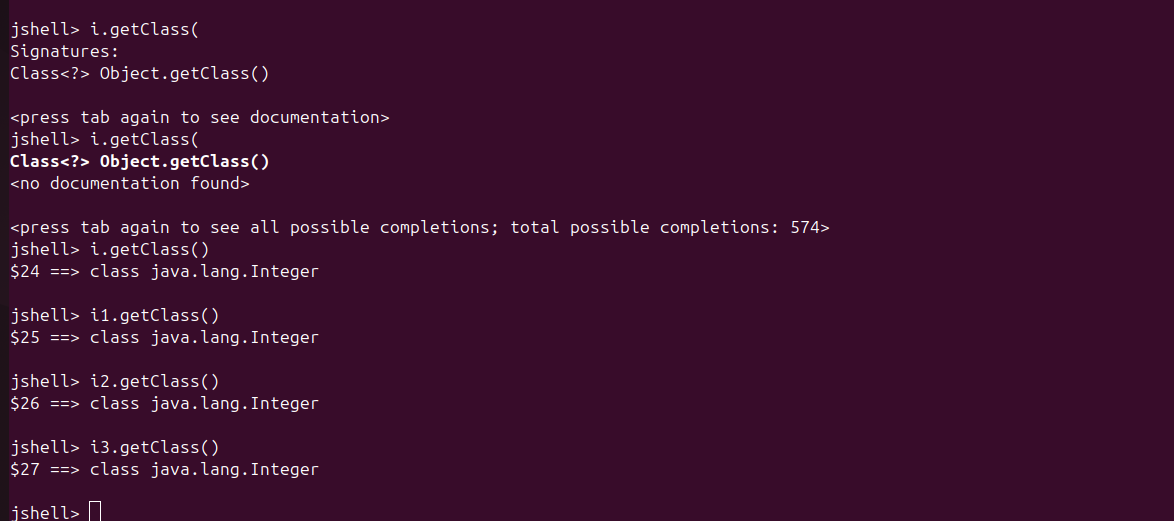 jshell> i.getClass(
Signatures:
Class<?> Object.getClass()
<press tab again to see documentation>
jshell> i.getClass(
Class<?> Object.getClass()
<no documentation found>
<press tab again to see all possible completions; total possible completions: 574>
jshell> i.getClass()
$24 ==> class java.lang.Integer
jshell> i1.getClass()
$25 ==> class java.lang.Integer
jshell> i2.getClass()
$26 ==> class java.lang.Integer
jshell> i3.getClass()
$27 ==> class java.lang.Integer
jshell>